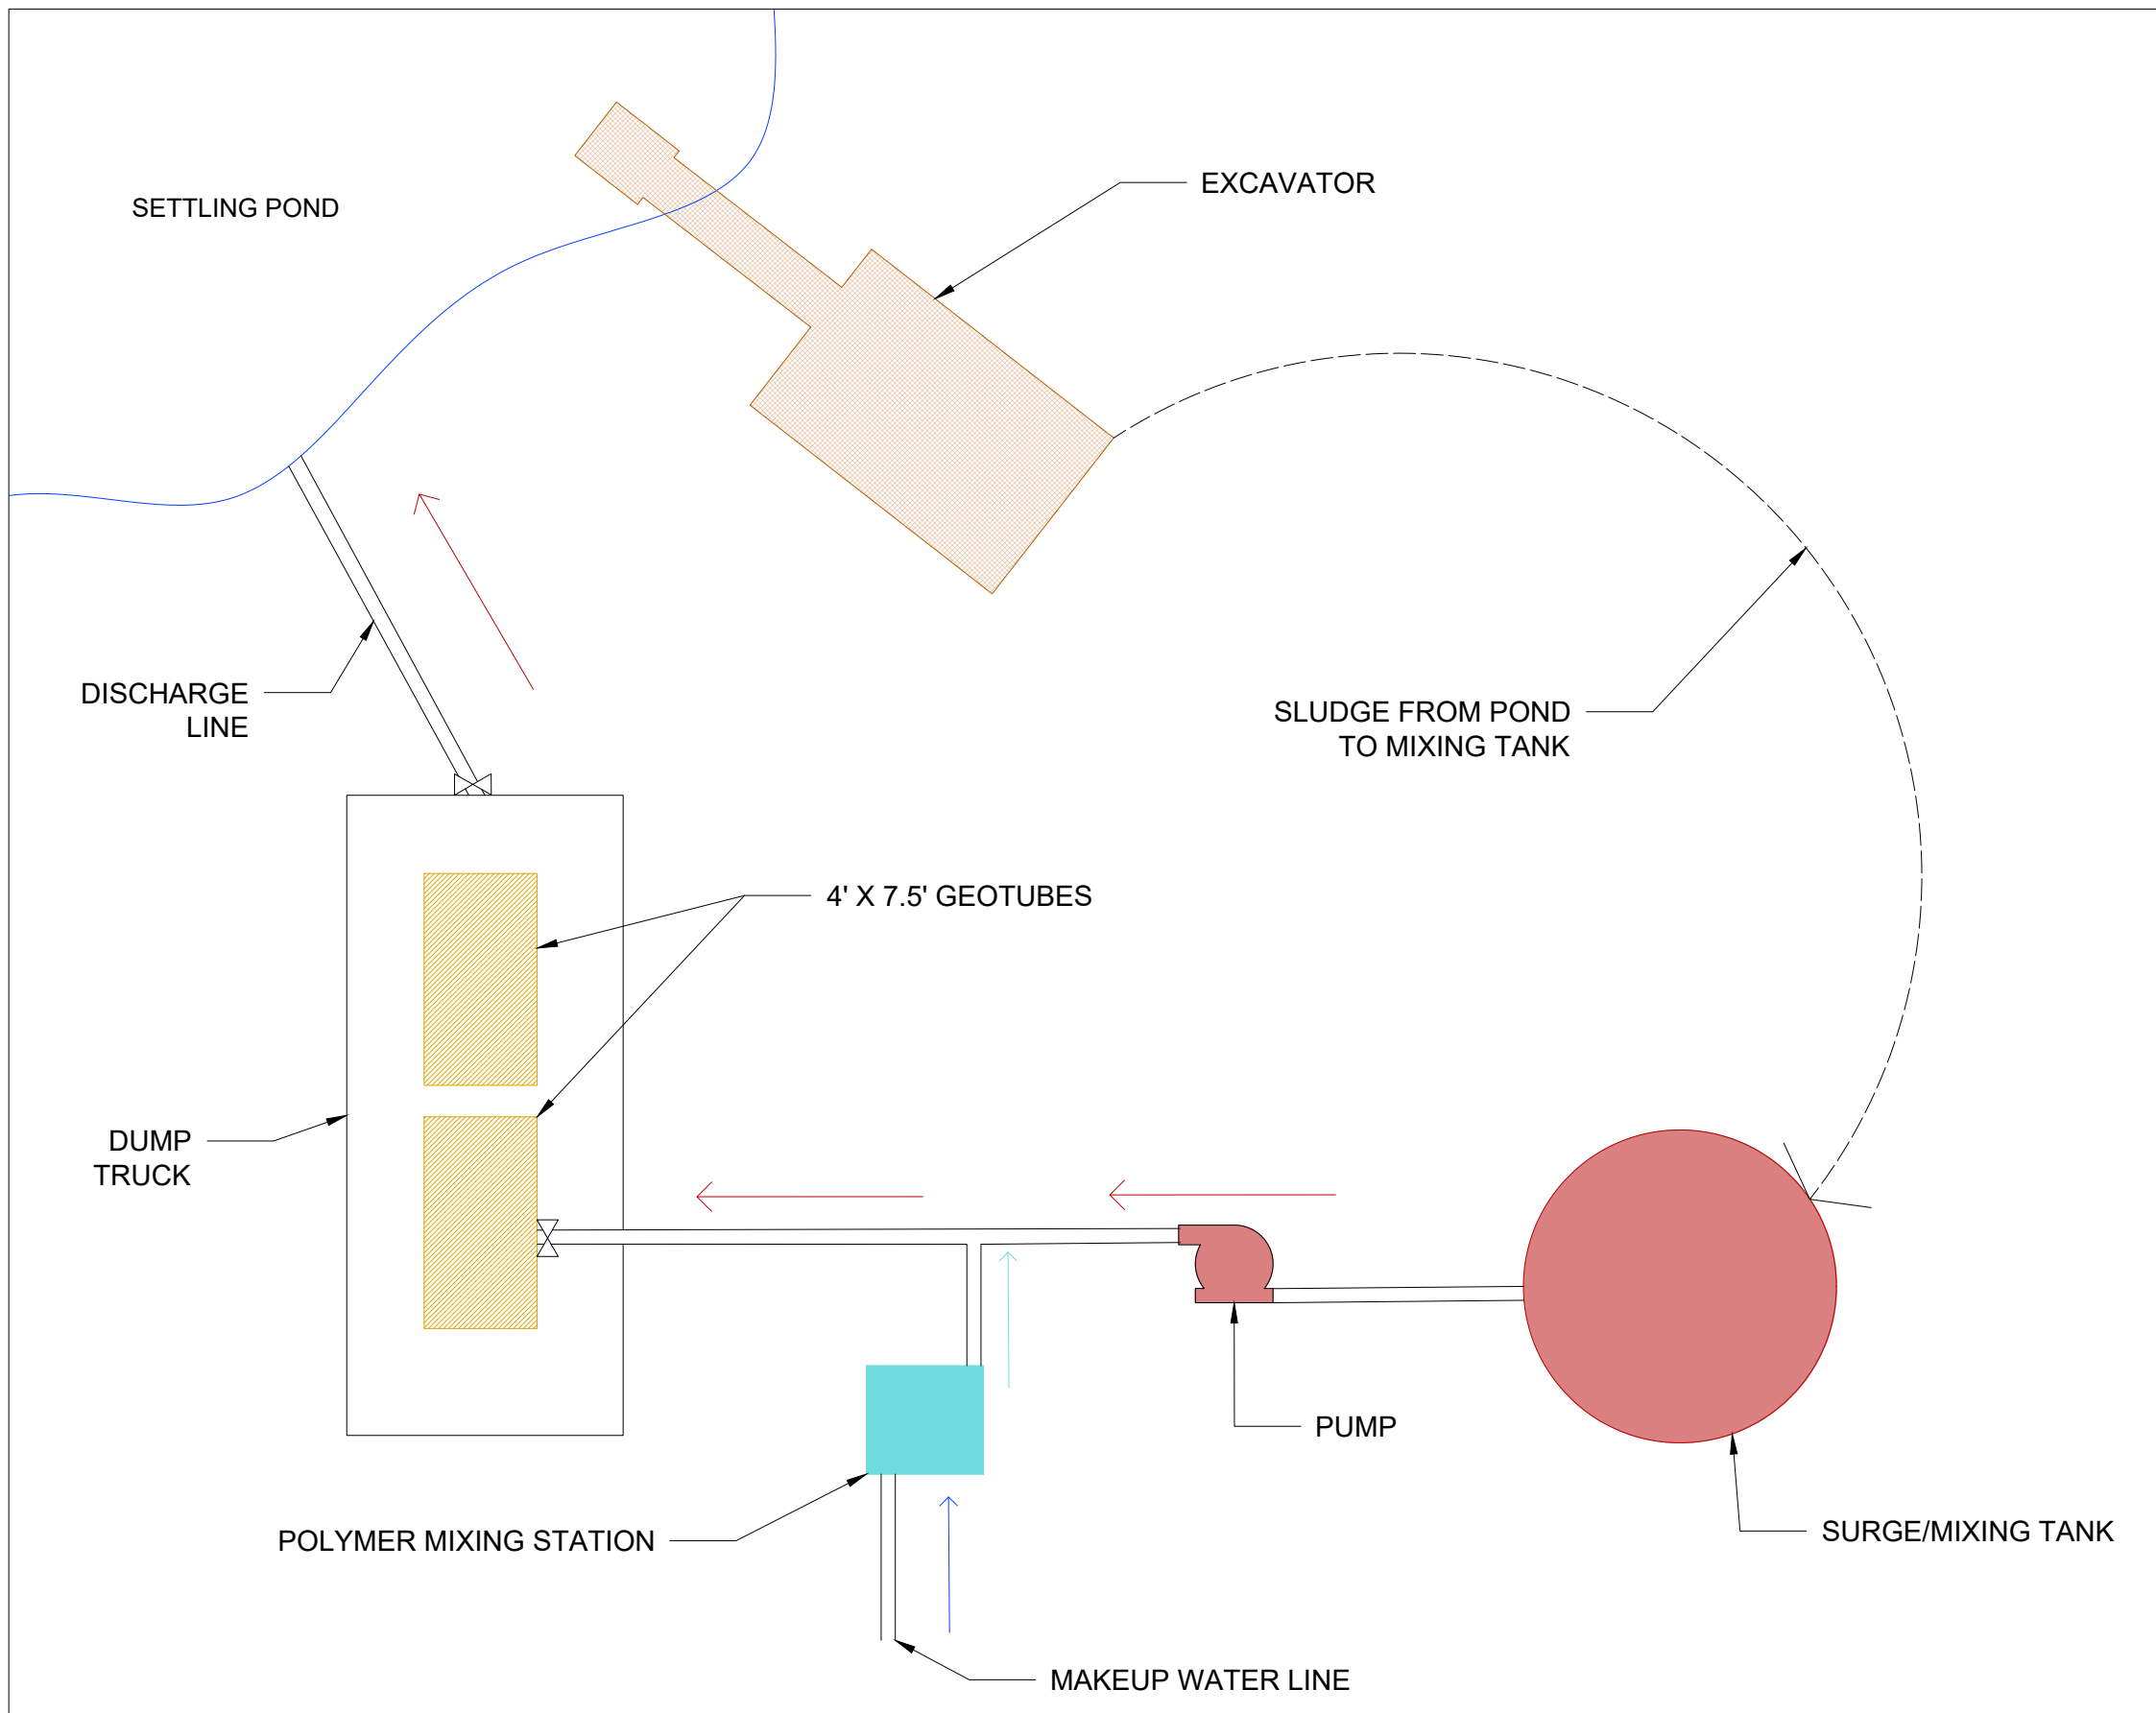 EXCAVATOR
SETTLING POND
DISCHARGE
LINE
SLUDGE FROM POND
TO MIXING TANK
4' X 7.5' GEOTUBES
DUMP
TRUCK
PUMP
POLYMER MIXING STATION
SURGE/MIXING TANK
MAKEUP WATER LINE